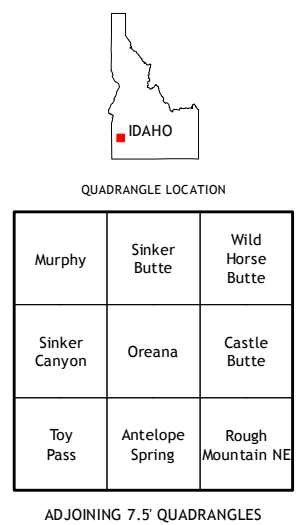 IDAHO
QUADRANGLE LOCATION
Murphy
Sinker
Butte
Wild
Horse
Butte
Sinker
Canyon
Oreana
Castle
Butte
Toy
Pass
Antelope
Spring
Rough
Mountain NE
ADJOINING 7.5' QUADRANGLES